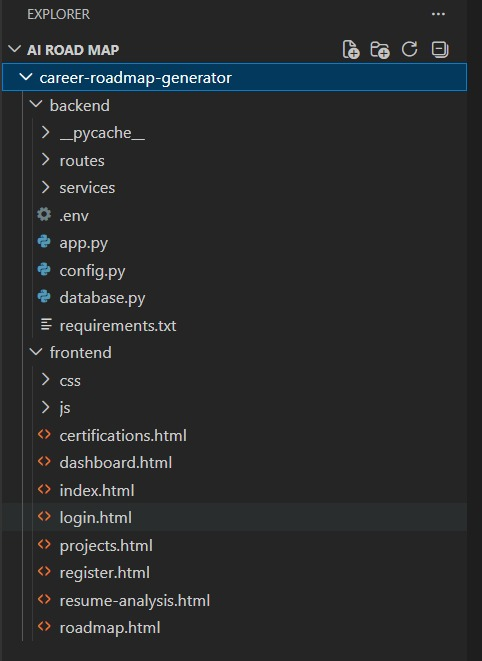 EXPLORER
AI ROAD MAP
career-roadmap-generator
backend
__pycache__
routes
services
.env
app.py
config.py
database.py
requirements.txt
frontend
css
js
certifications.html
dashboard.html
index.html
login.html
projects.html
register.html
resume-analysis.html
roadmap.html